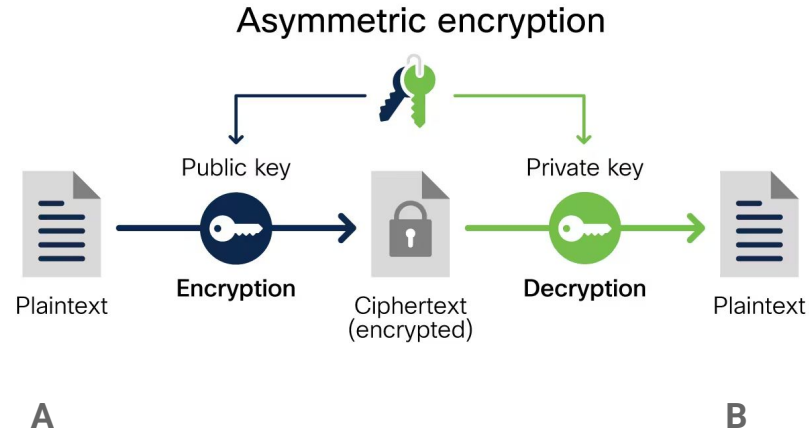 Asymmetric encryption
Public key
Private key
Plaintext
Encryption
Ciphertext
(encrypted)
Decryption
Plaintext
A
B